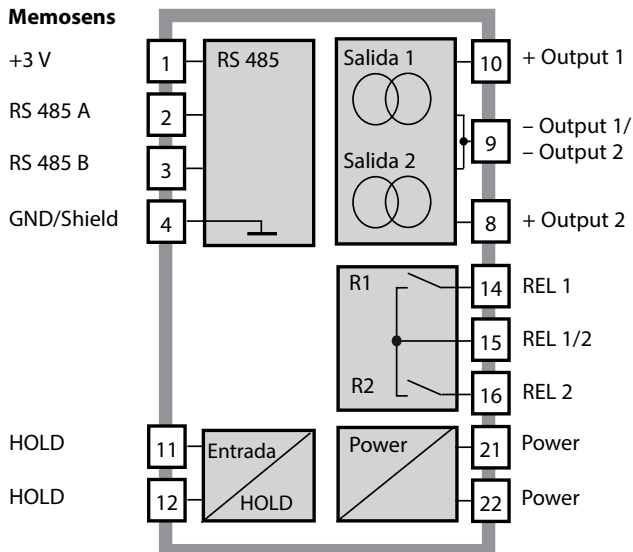 Memosens
+3 V
1
RS 485
Salida 1
10
+ Output 1
RS 485 A
2
– Output 1/
9
– Output 2
RS 485 B
3
Salida 2
GND/Shield
4
8
+ Output 2
R1
14
REL 1
15
REL 1/2
R2
16
REL 2
HOLD
11
Entrada
Power
21
Power
HOLD
12
HOLD
22
Power